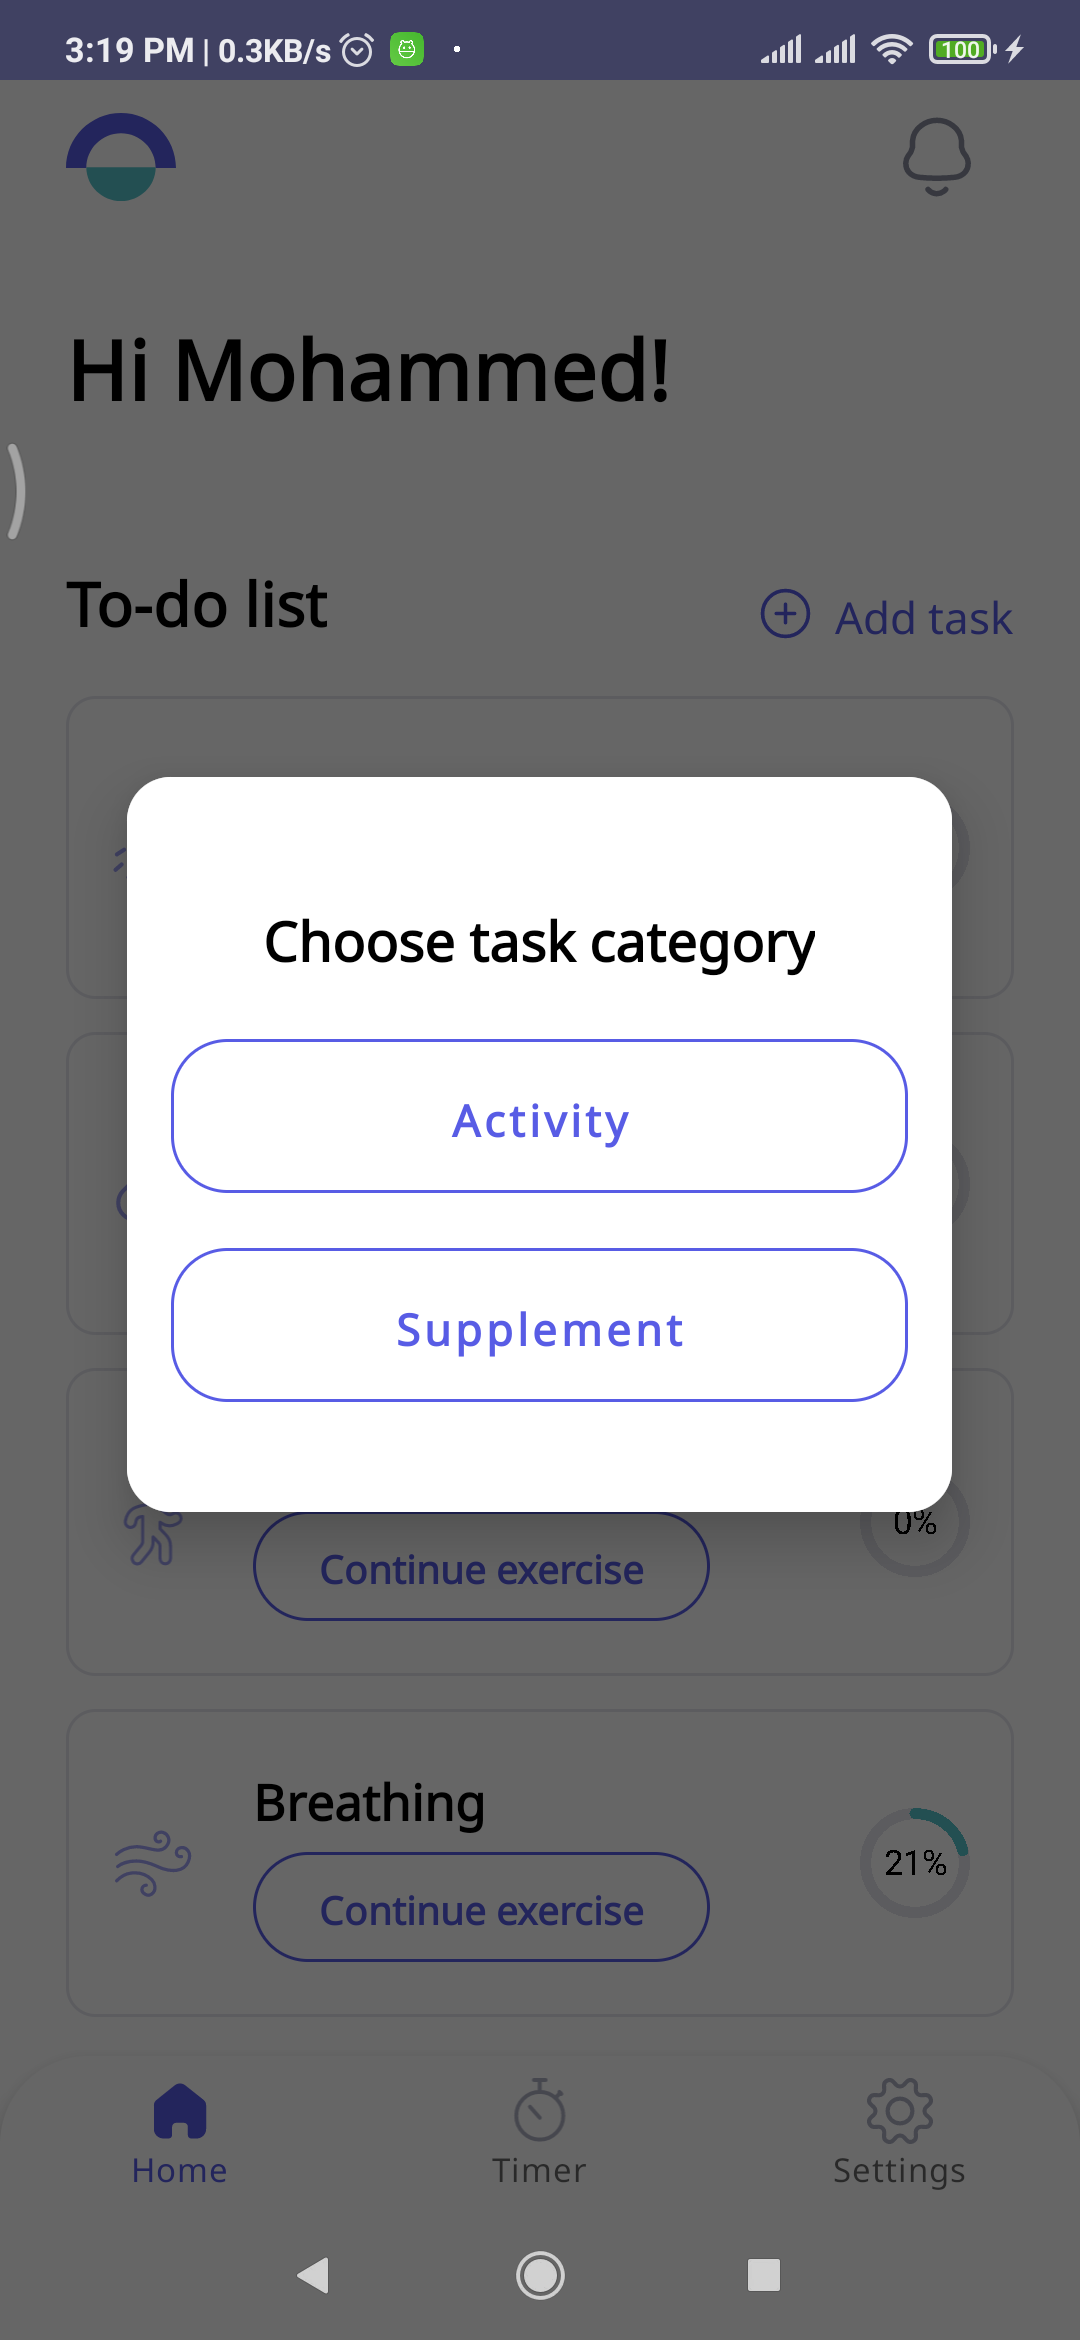 3:19 PM | 0.3KB/s
100
Hi Mohammed!
To-do list
Add task
Choose task category
Activity
Supplement
0%
Continue exercise
Breathing
21%
Continue exercise
Home
Timer
Settings